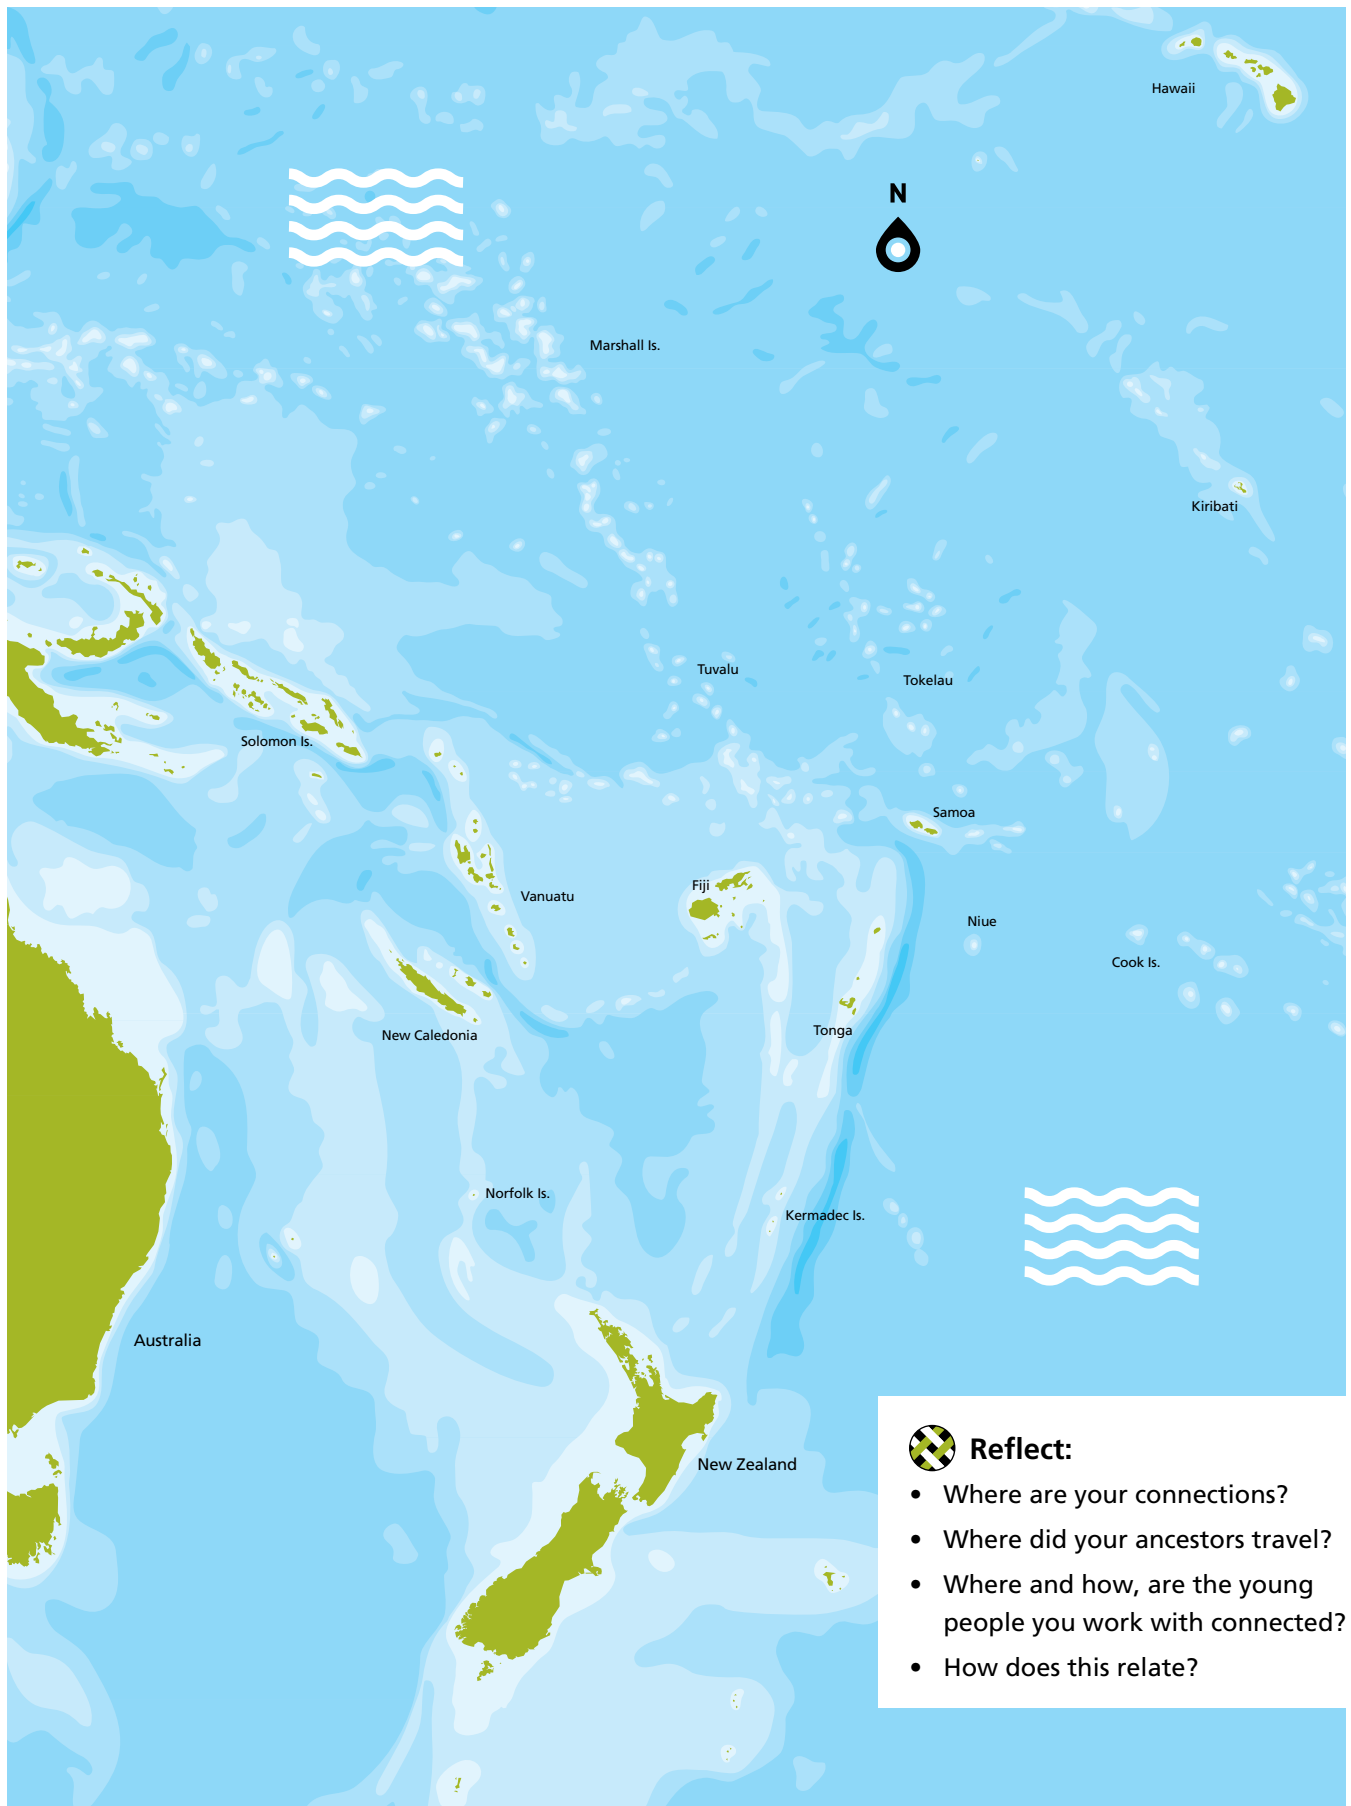 Hawaii
N
Marshall Is.
Kiribati
Tuvalu
Tokelau
Solomon Is.
Samoa
Fiji
Vanuatu
Niue
Cook Is.
New Caledonia
Tonga
Norfolk Is.
Kermadec Is.
Australia
New Zealand
Reflect:
• Where are your connections?
• Where did your ancestors travel?
• Where and how, are the young
people you work with connected?
• How does this relate?